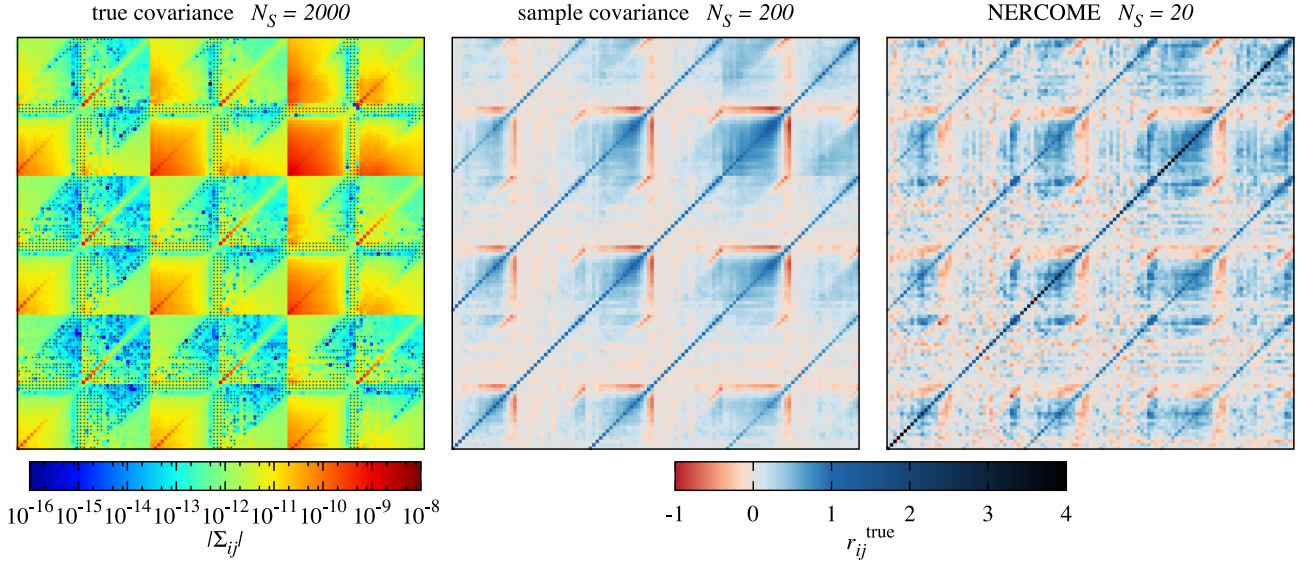 true covariance N_S = 2000
sample covariance N_S = 200
NERCOME N_S = 20
10^-16 10^-15 10^-14 10^-13 10^-12 10^-11 10^-10 10^-9 10^-8
|Σ_ij|
-1 0 1 2 3 4
r_ij^true